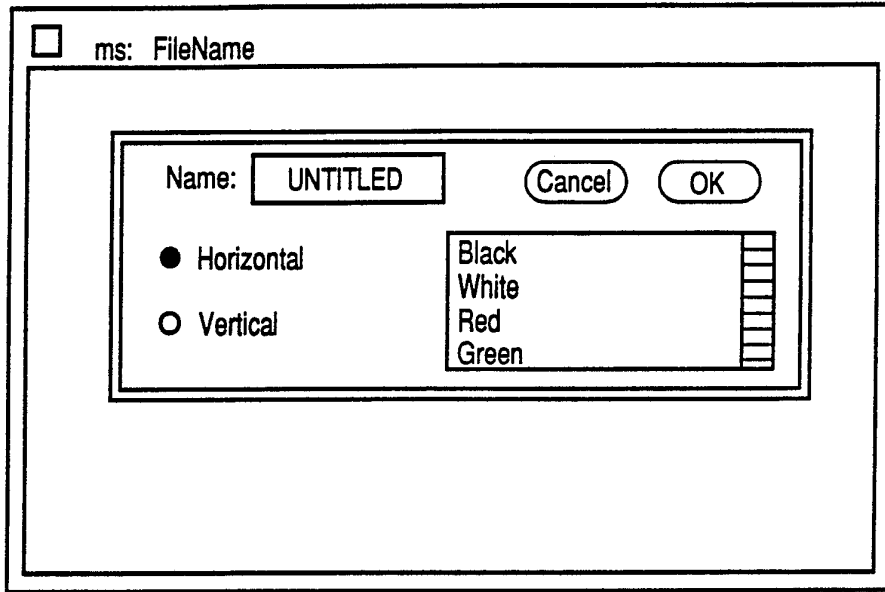 ms: FileName
Name: UNTITLED Cancel OK
Horizontal
Vertical
Black
White
Red
Green